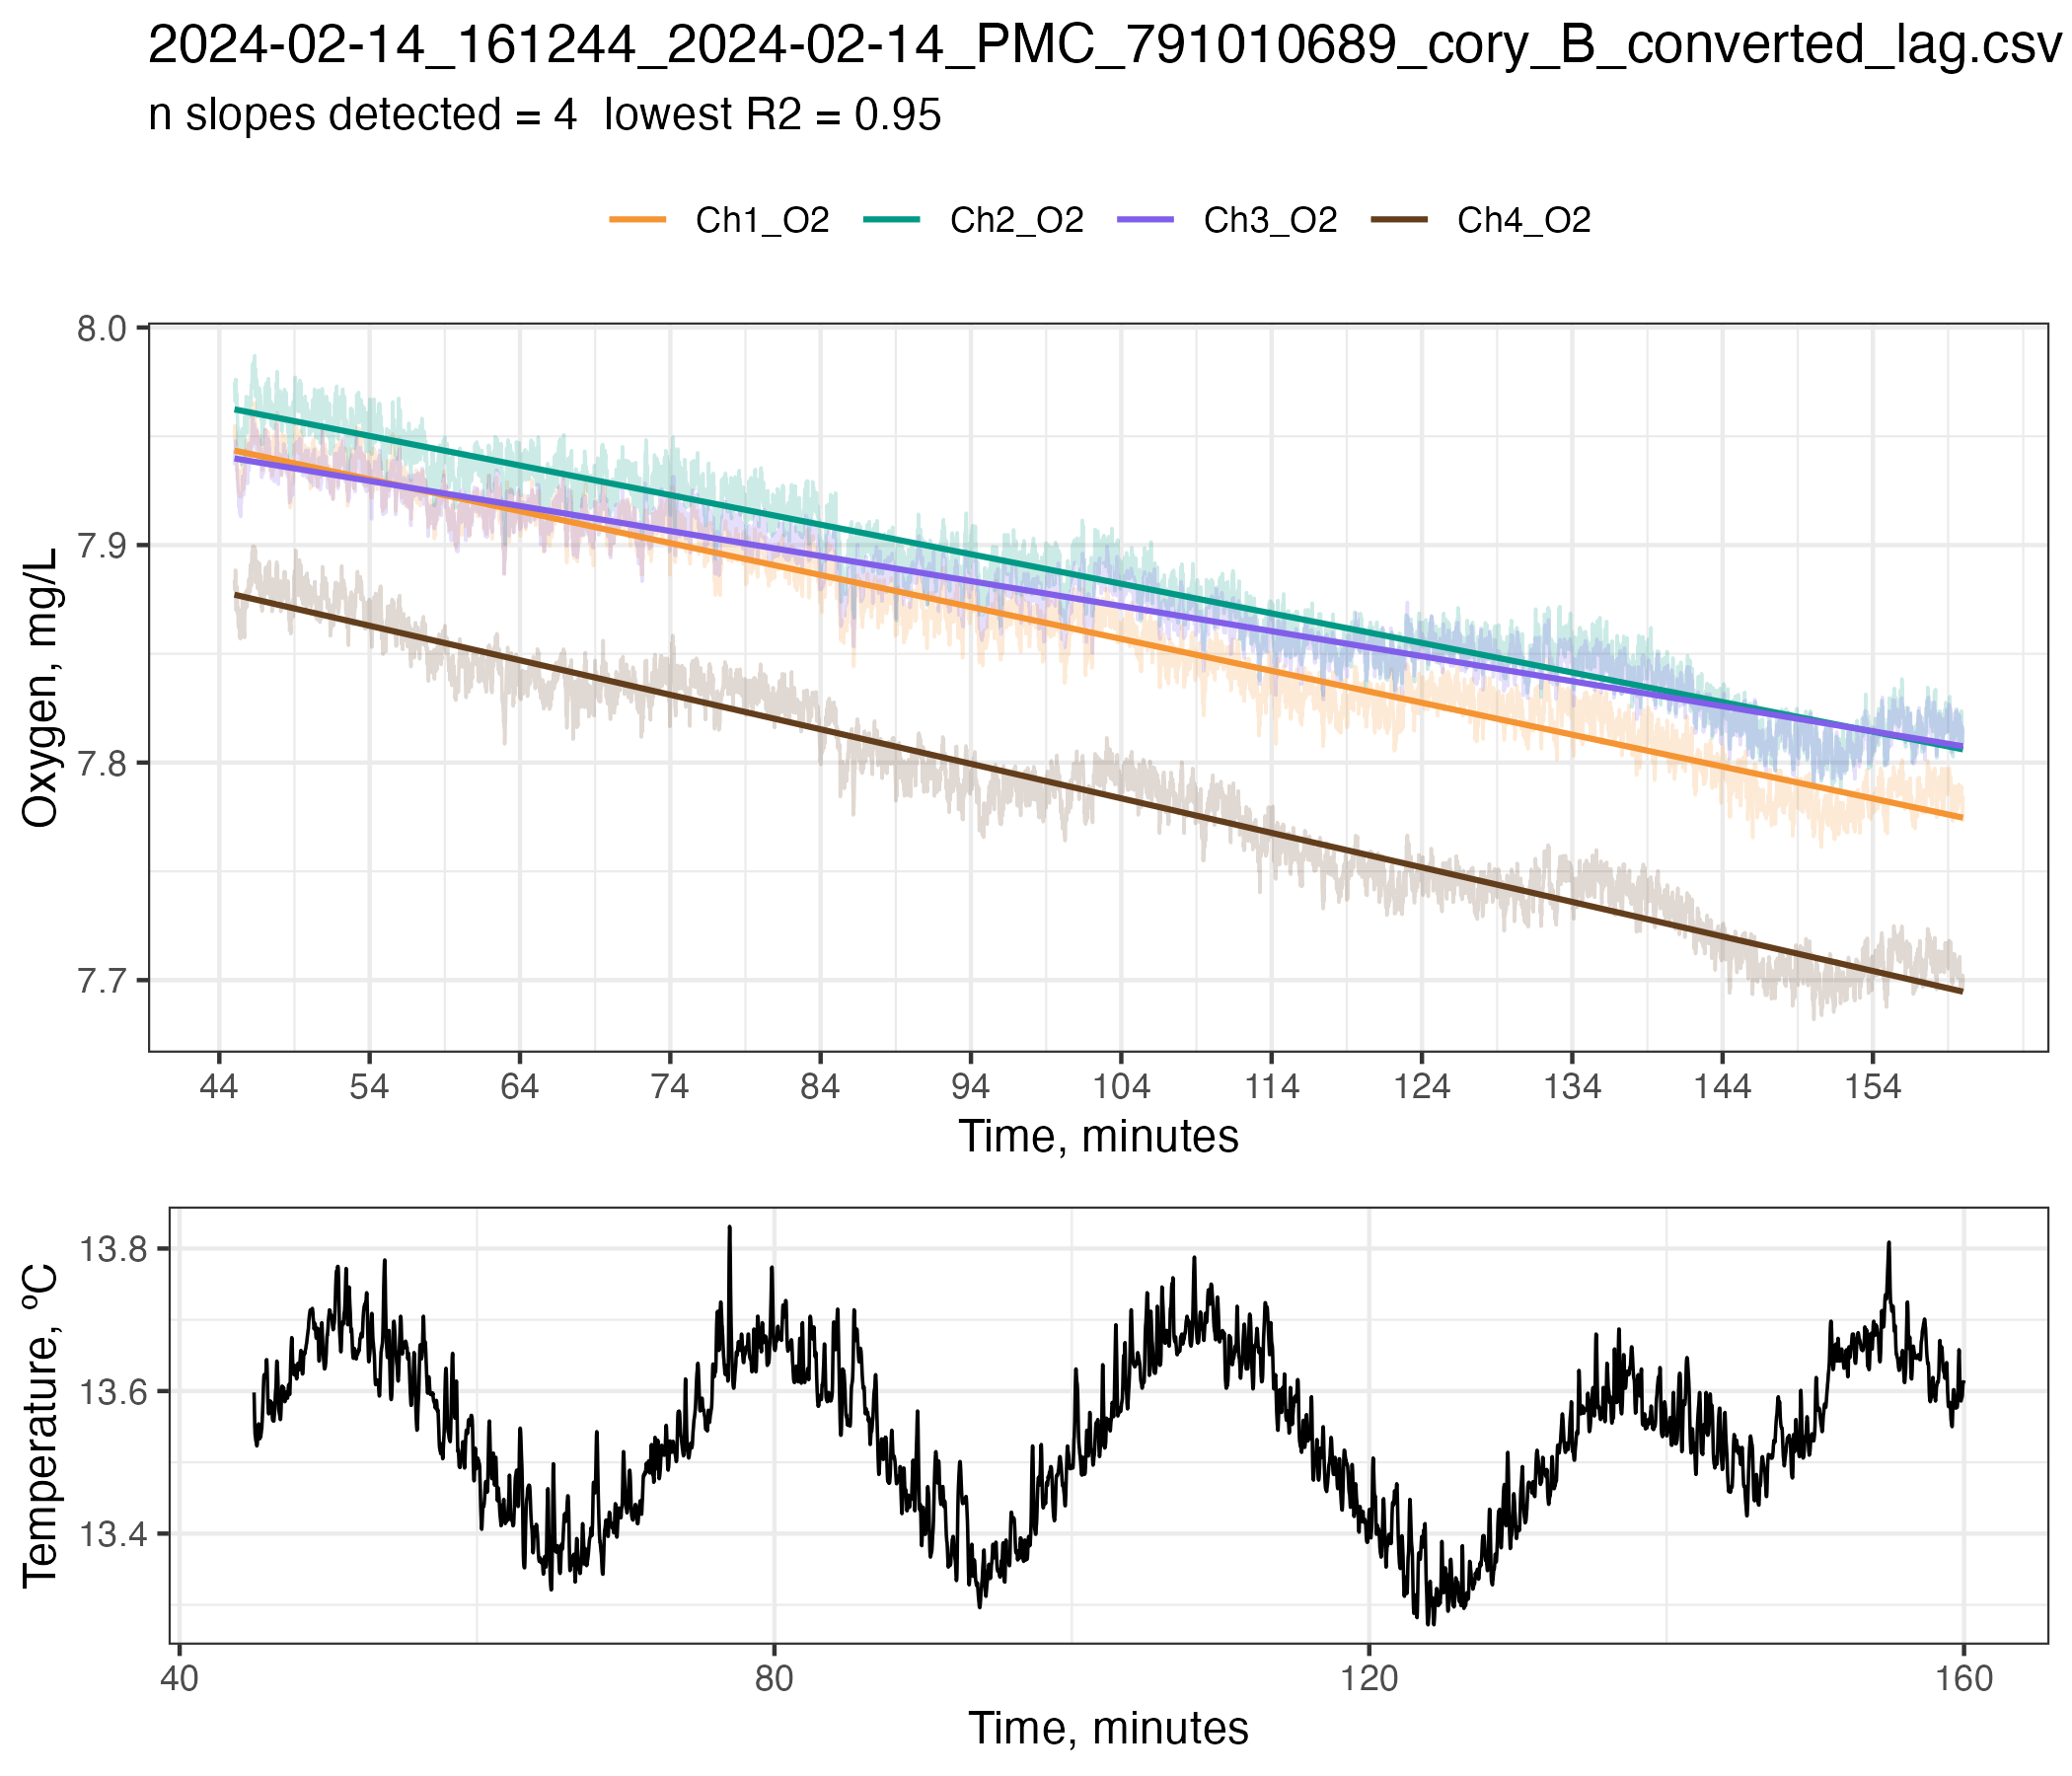 2024-02-14_161244_2024-02-14_PMC_791010689_cory_B_converted_lag.csv
n slopes detected = 4  lowest R2 = 0.95
Ch1_O2 Ch2_O2 Ch3_O2 Ch4_O2
Oxygen, mg/L
8.0
7.9
7.8
7.7
44 54 64 74 84 94 104 114 124 134 144 154
Time, minutes
Temperature, ºC
13.8
13.6
13.4
40 80 120 160
Time, minutes